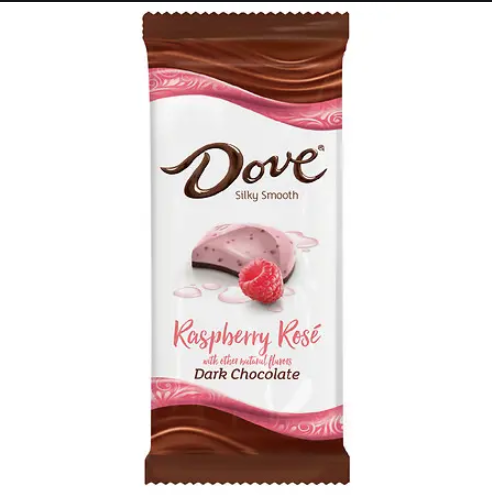 Dove®
Silky Smooth
Raspberry Rosé
with other natural flavors
Dark Chocolate